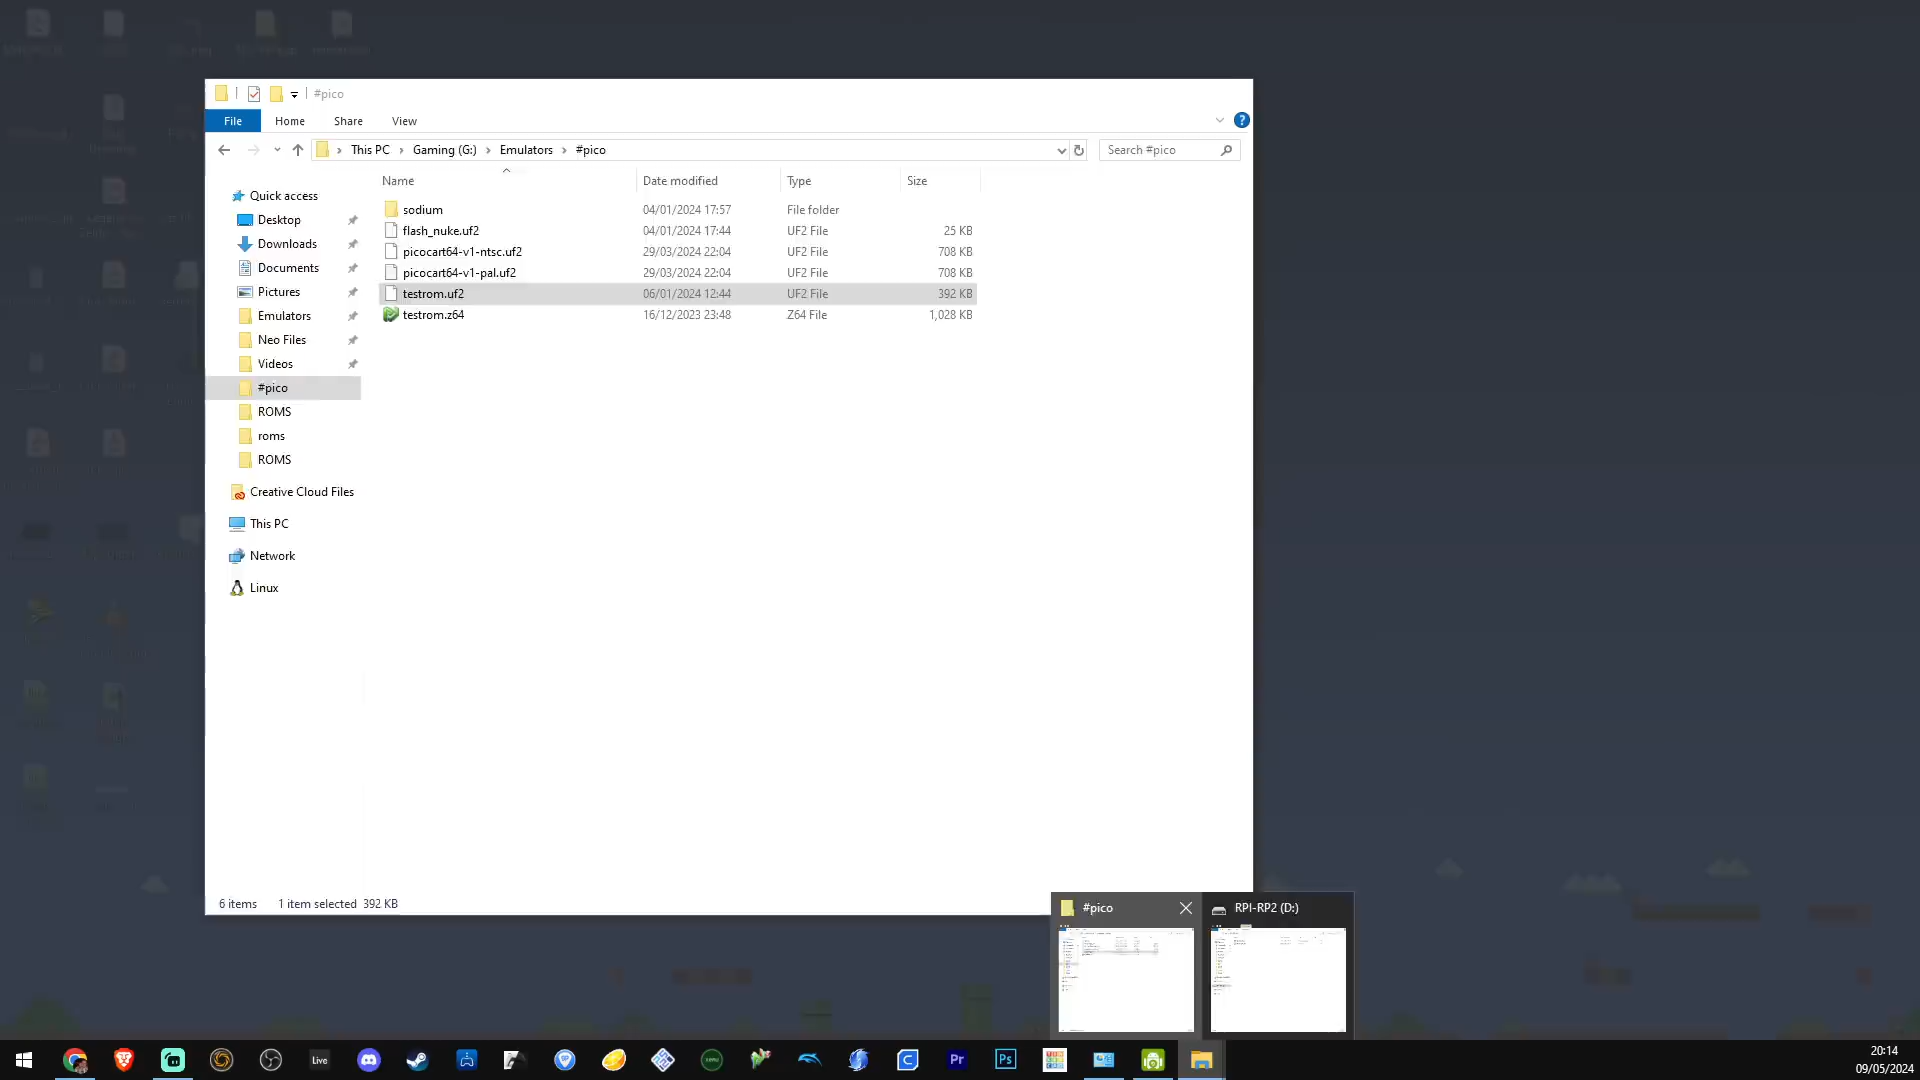 #pico
File Home Share View
This PC Gaming (G:) Emulators #pico Search #pico
Name Date modified Type Size
Quick access
Desktop
Downloads
Documents
Pictures
Emulators
Neo Files
Videos
#pico
ROMS
roms
ROMS
Creative Cloud Files
This PC
Network
Linux
sodium 04/01/2024 17:57 File folder
flash_nuke.uf2 04/01/2024 17:44 UF2 File 25 KB
picocart64-v1-ntsc.uf2 29/03/2024 22:04 UF2 File 708 KB
picocart64-v1-pal.uf2 29/03/2024 22:04 UF2 File 708 KB
testrom.uf2 06/01/2024 12:44 UF2 File 392 KB
testrom.z64 16/12/2023 23:48 Z64 File 1,028 KB
6 items 1 item selected 392 KB
#pico RPI-RP2 (D:)
Live
Pr
Ps
20:14
09/05/2024